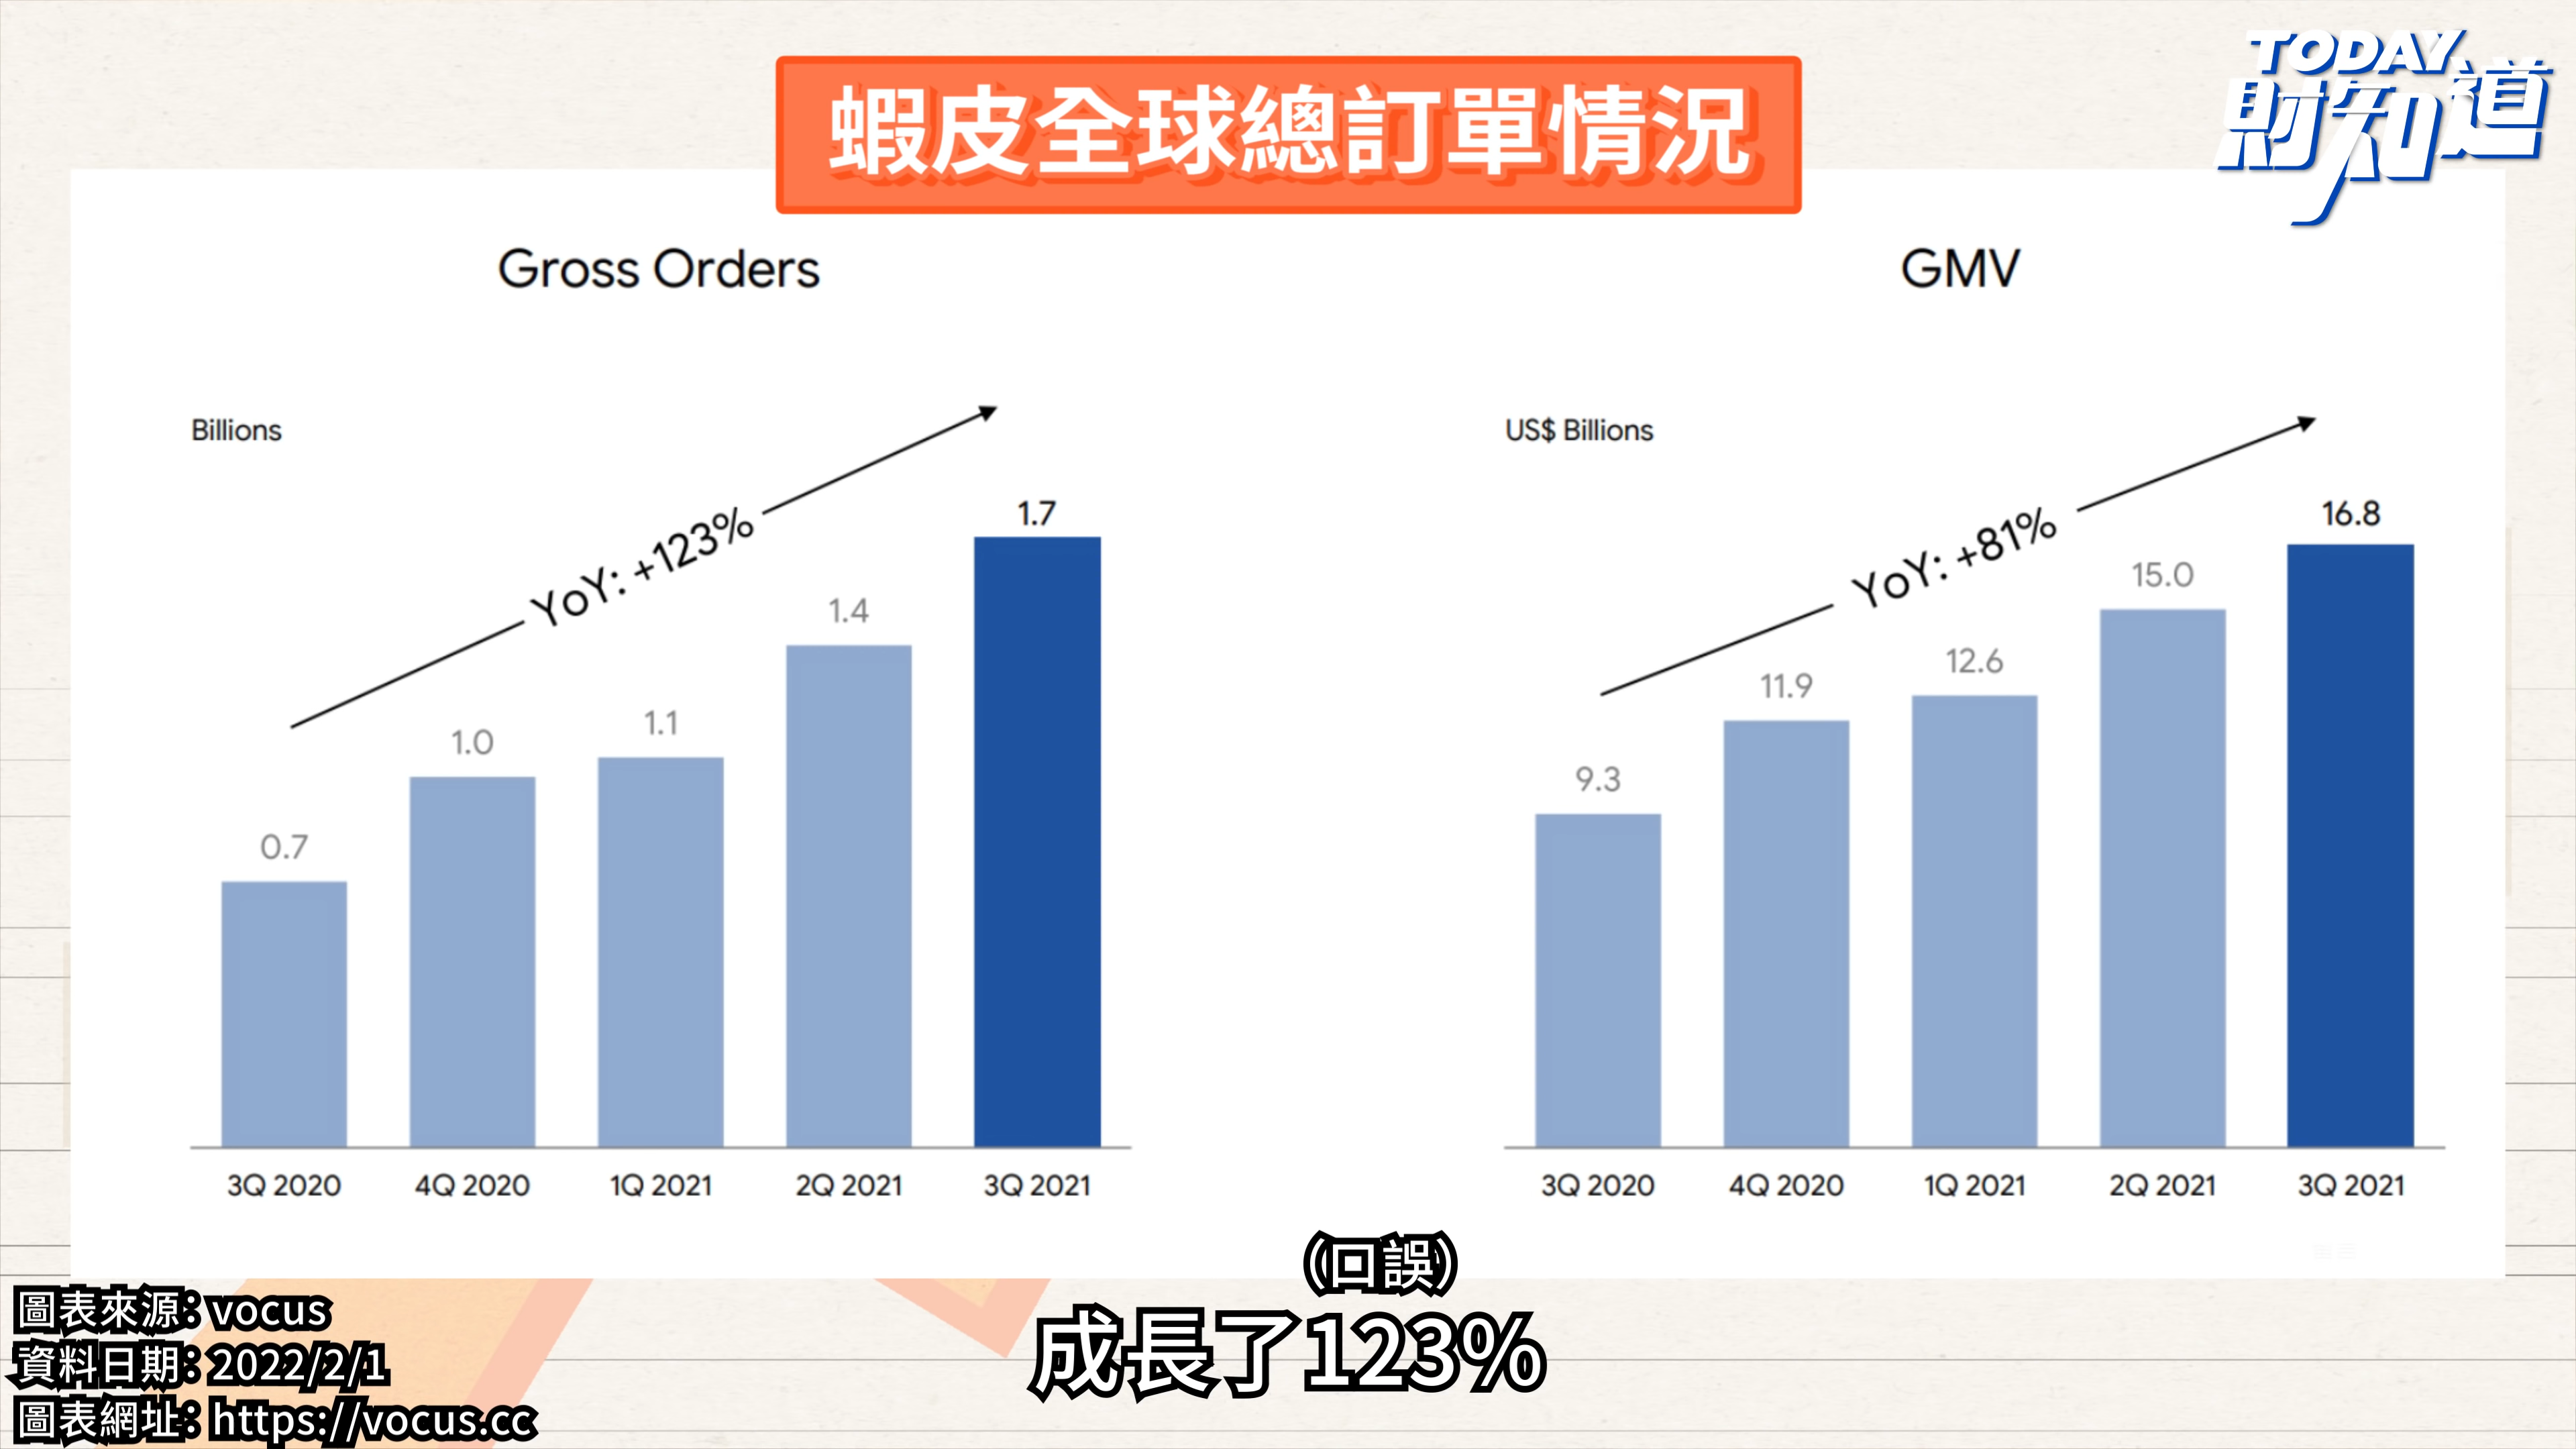 TODAY
財知道
蝦皮全球總訂單情況
Gross Orders
Billions
YoY: +123%
0.7
1.0
1.1
1.4
1.7
3Q 2020
4Q 2020
1Q 2021
2Q 2021
3Q 2021
GMV
US$ Billions
YoY: +81%
9.3
11.9
12.6
15.0
16.8
3Q 2020
4Q 2020
1Q 2021
2Q 2021
3Q 2021
(口誤)
成長了123%
圖表來源：vocus
資料日期：2022/2/1
圖表網址：https://vocus.cc